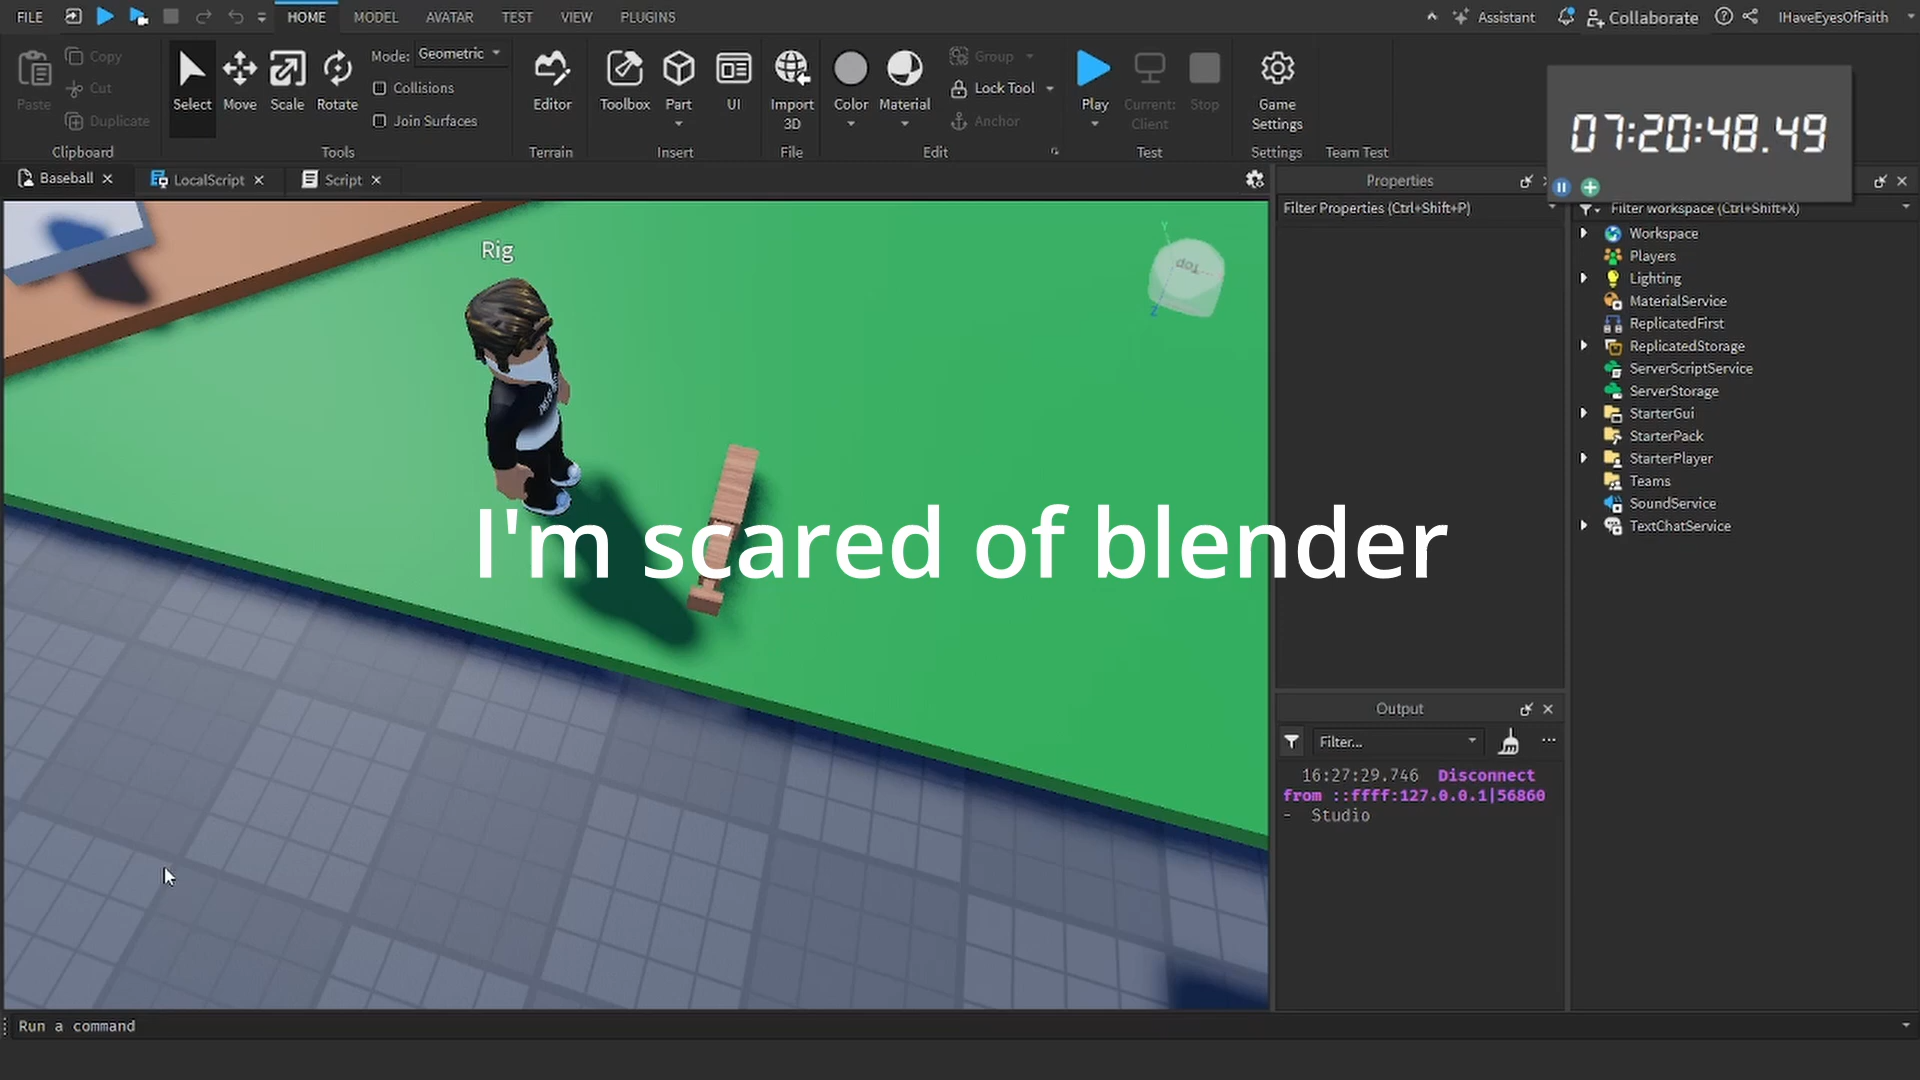 FILE
HOME
MODEL
AVATAR
TEST
VIEW
PLUGINS
Assistant
Collaborate
IHaveEyesOfFaith
Paste
Copy
Cut
Duplicate
Clipboard
Select
Move
Scale
Rotate
Mode: Geometric
Collisions
Join Surfaces
Tools
Editor
Terrain
Toolbox
Part
UI
Insert
Import
3D
File
Color
Material
Group
Lock Tool
Anchor
Edit
Play
Current:
Client
Stop
Test
Game
Settings
Settings
Team Test
07:20:48.49
Baseball
LocalScript
Script
Properties
Filter Properties (Ctrl+Shift+P)
Filter workspace (Ctrl+Shift+X)
Workspace
Players
Lighting
MaterialService
ReplicatedFirst
ReplicatedStorage
ServerScriptService
ServerStorage
StarterGui
StarterPack
StarterPlayer
Teams
SoundService
TextChatService
Rig
Top
Y
Z
I'm scared of blender
Output
Filter...
16:27:29.746 Disconnect
from ::ffff:127.0.0.1|56860
- Studio
Run a command